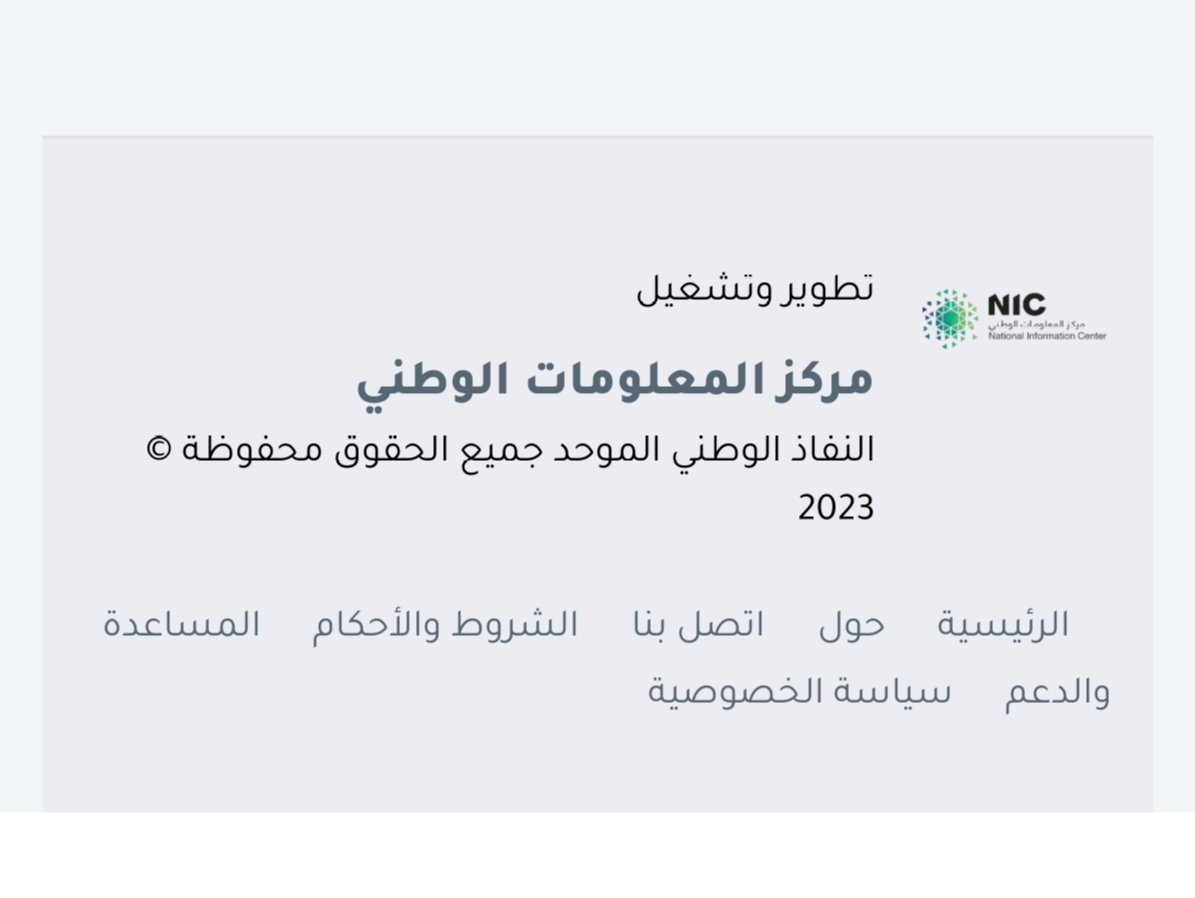 NIC
مركز المعلومات الوطني
National Information Center
تطوير وتشغيل
مركز المعلومات الوطني
النفاذ الوطني الموحد جميع الحقوق محفوظة ©
2023
الرئيسية حول اتصل بنا الشروط والأحكام المساعدة
والدعم سياسة الخصوصية